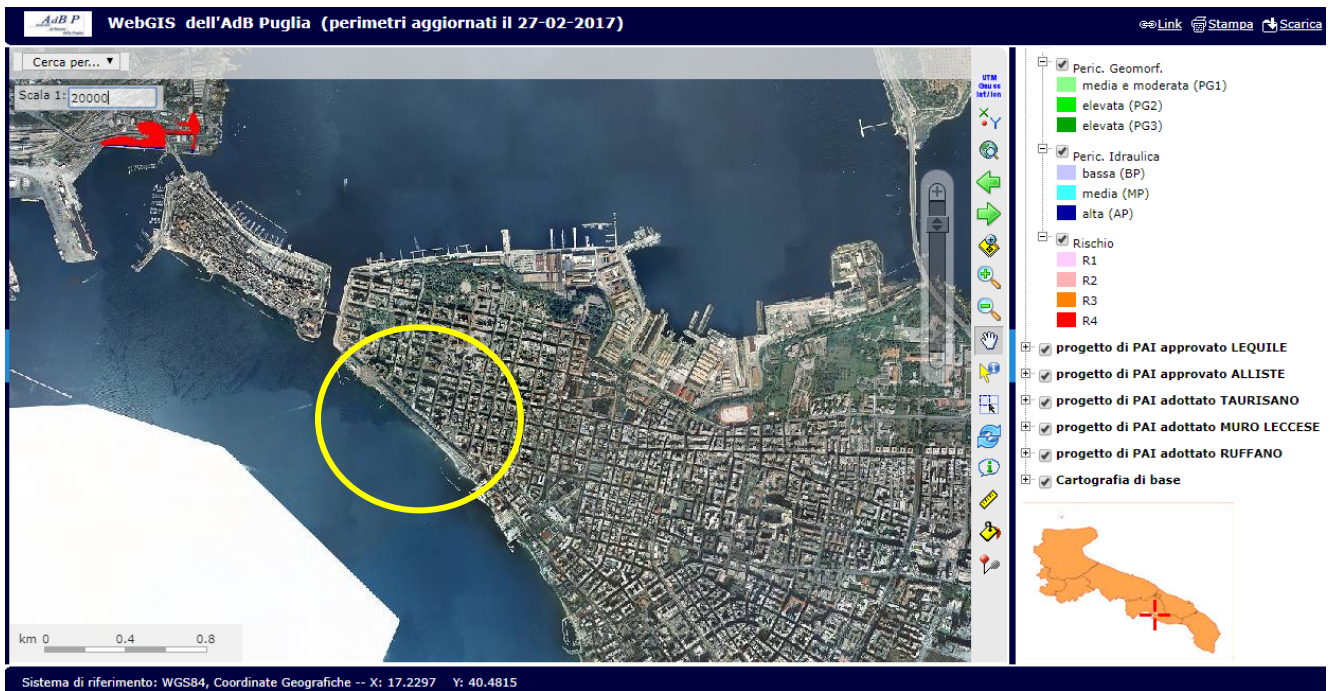 AdB P
WebGIS dell'AdB Puglia (perimetri aggiornati il 27-02-2017)
Link Stampa Scarica
Cerca per... ▼
Scala 1: 20000
UTM
Gauss
Int/Ion
X
Y
Peric. Geomorf.
media e moderata (PG1)
elevata (PG2)
elevata (PG3)
Peric. Idraulica
bassa (BP)
media (MP)
alta (AP)
Rischio
R1
R2
R3
R4
progetto di PAI approvato LEQUILE
progetto di PAI approvato ALLISTE
progetto di PAI adottato TAURISANO
progetto di PAI adottato MURO LECCESE
progetto di PAI adottato RUFFANO
Cartografia di base
km 0 0.4 0.8
Sistema di riferimento: WGS84, Coordinate Geografiche -- X: 17.2297 Y: 40.4815